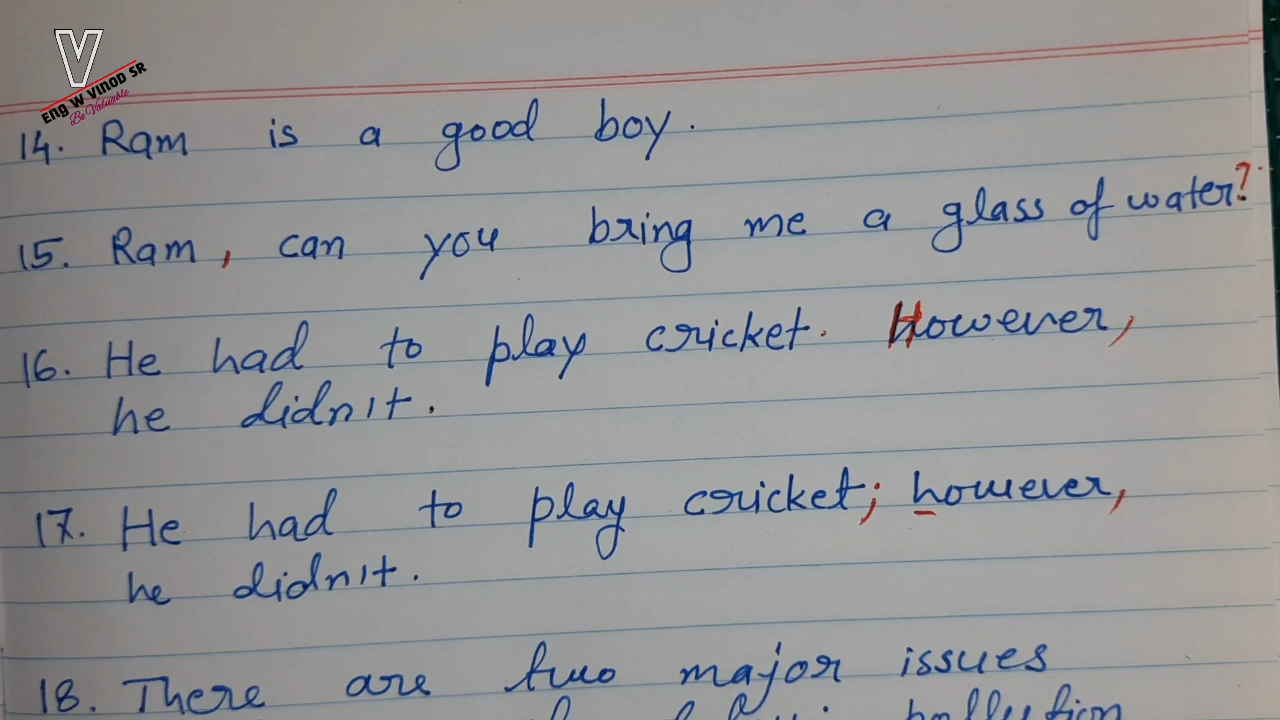 V
ENG W VINOD SR
Be Valuable
14. Ram is a good boy.
15. Ram, can you bring me a glass of water?
16. He had to play cricket. However,
he didn't.
17. He had to play cricket; however,
he didn't.
18. There are two major issues